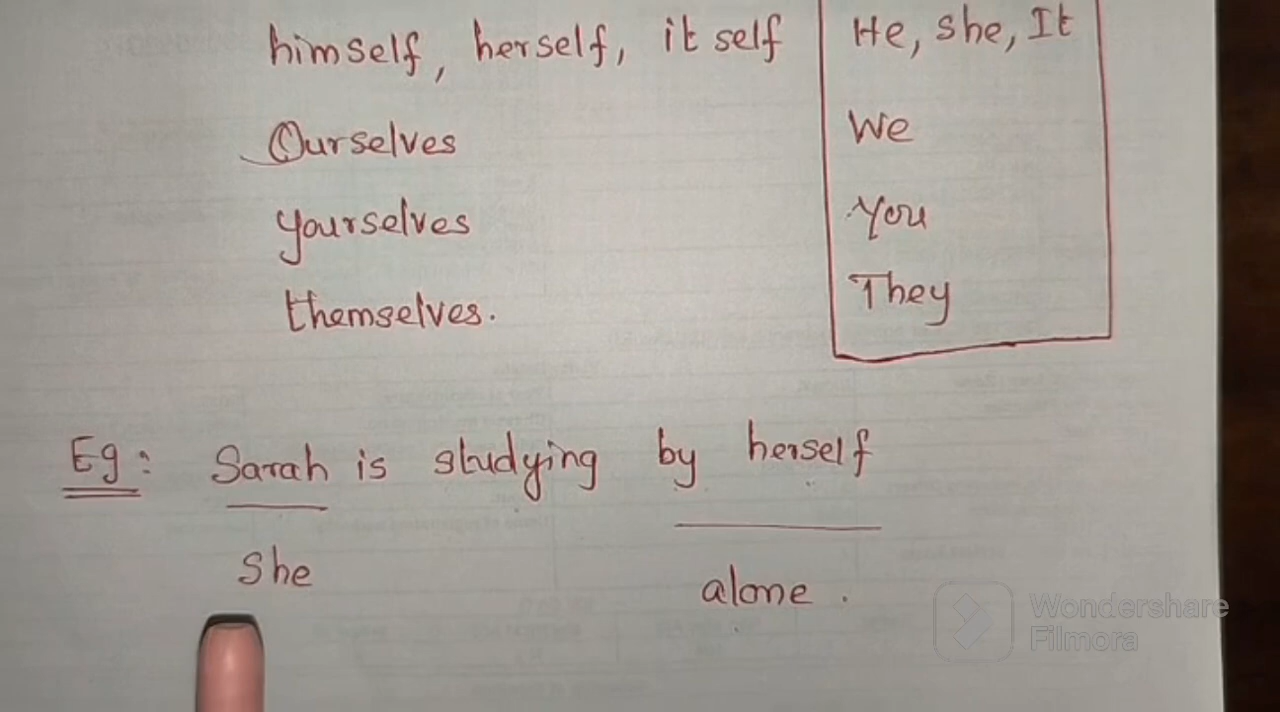 himself, herself, it self He, she, It
Ourselves We
yourselves You
themselves. They
Eg: Sarah is studying by herself
She alone.
Wondershare
Filmora